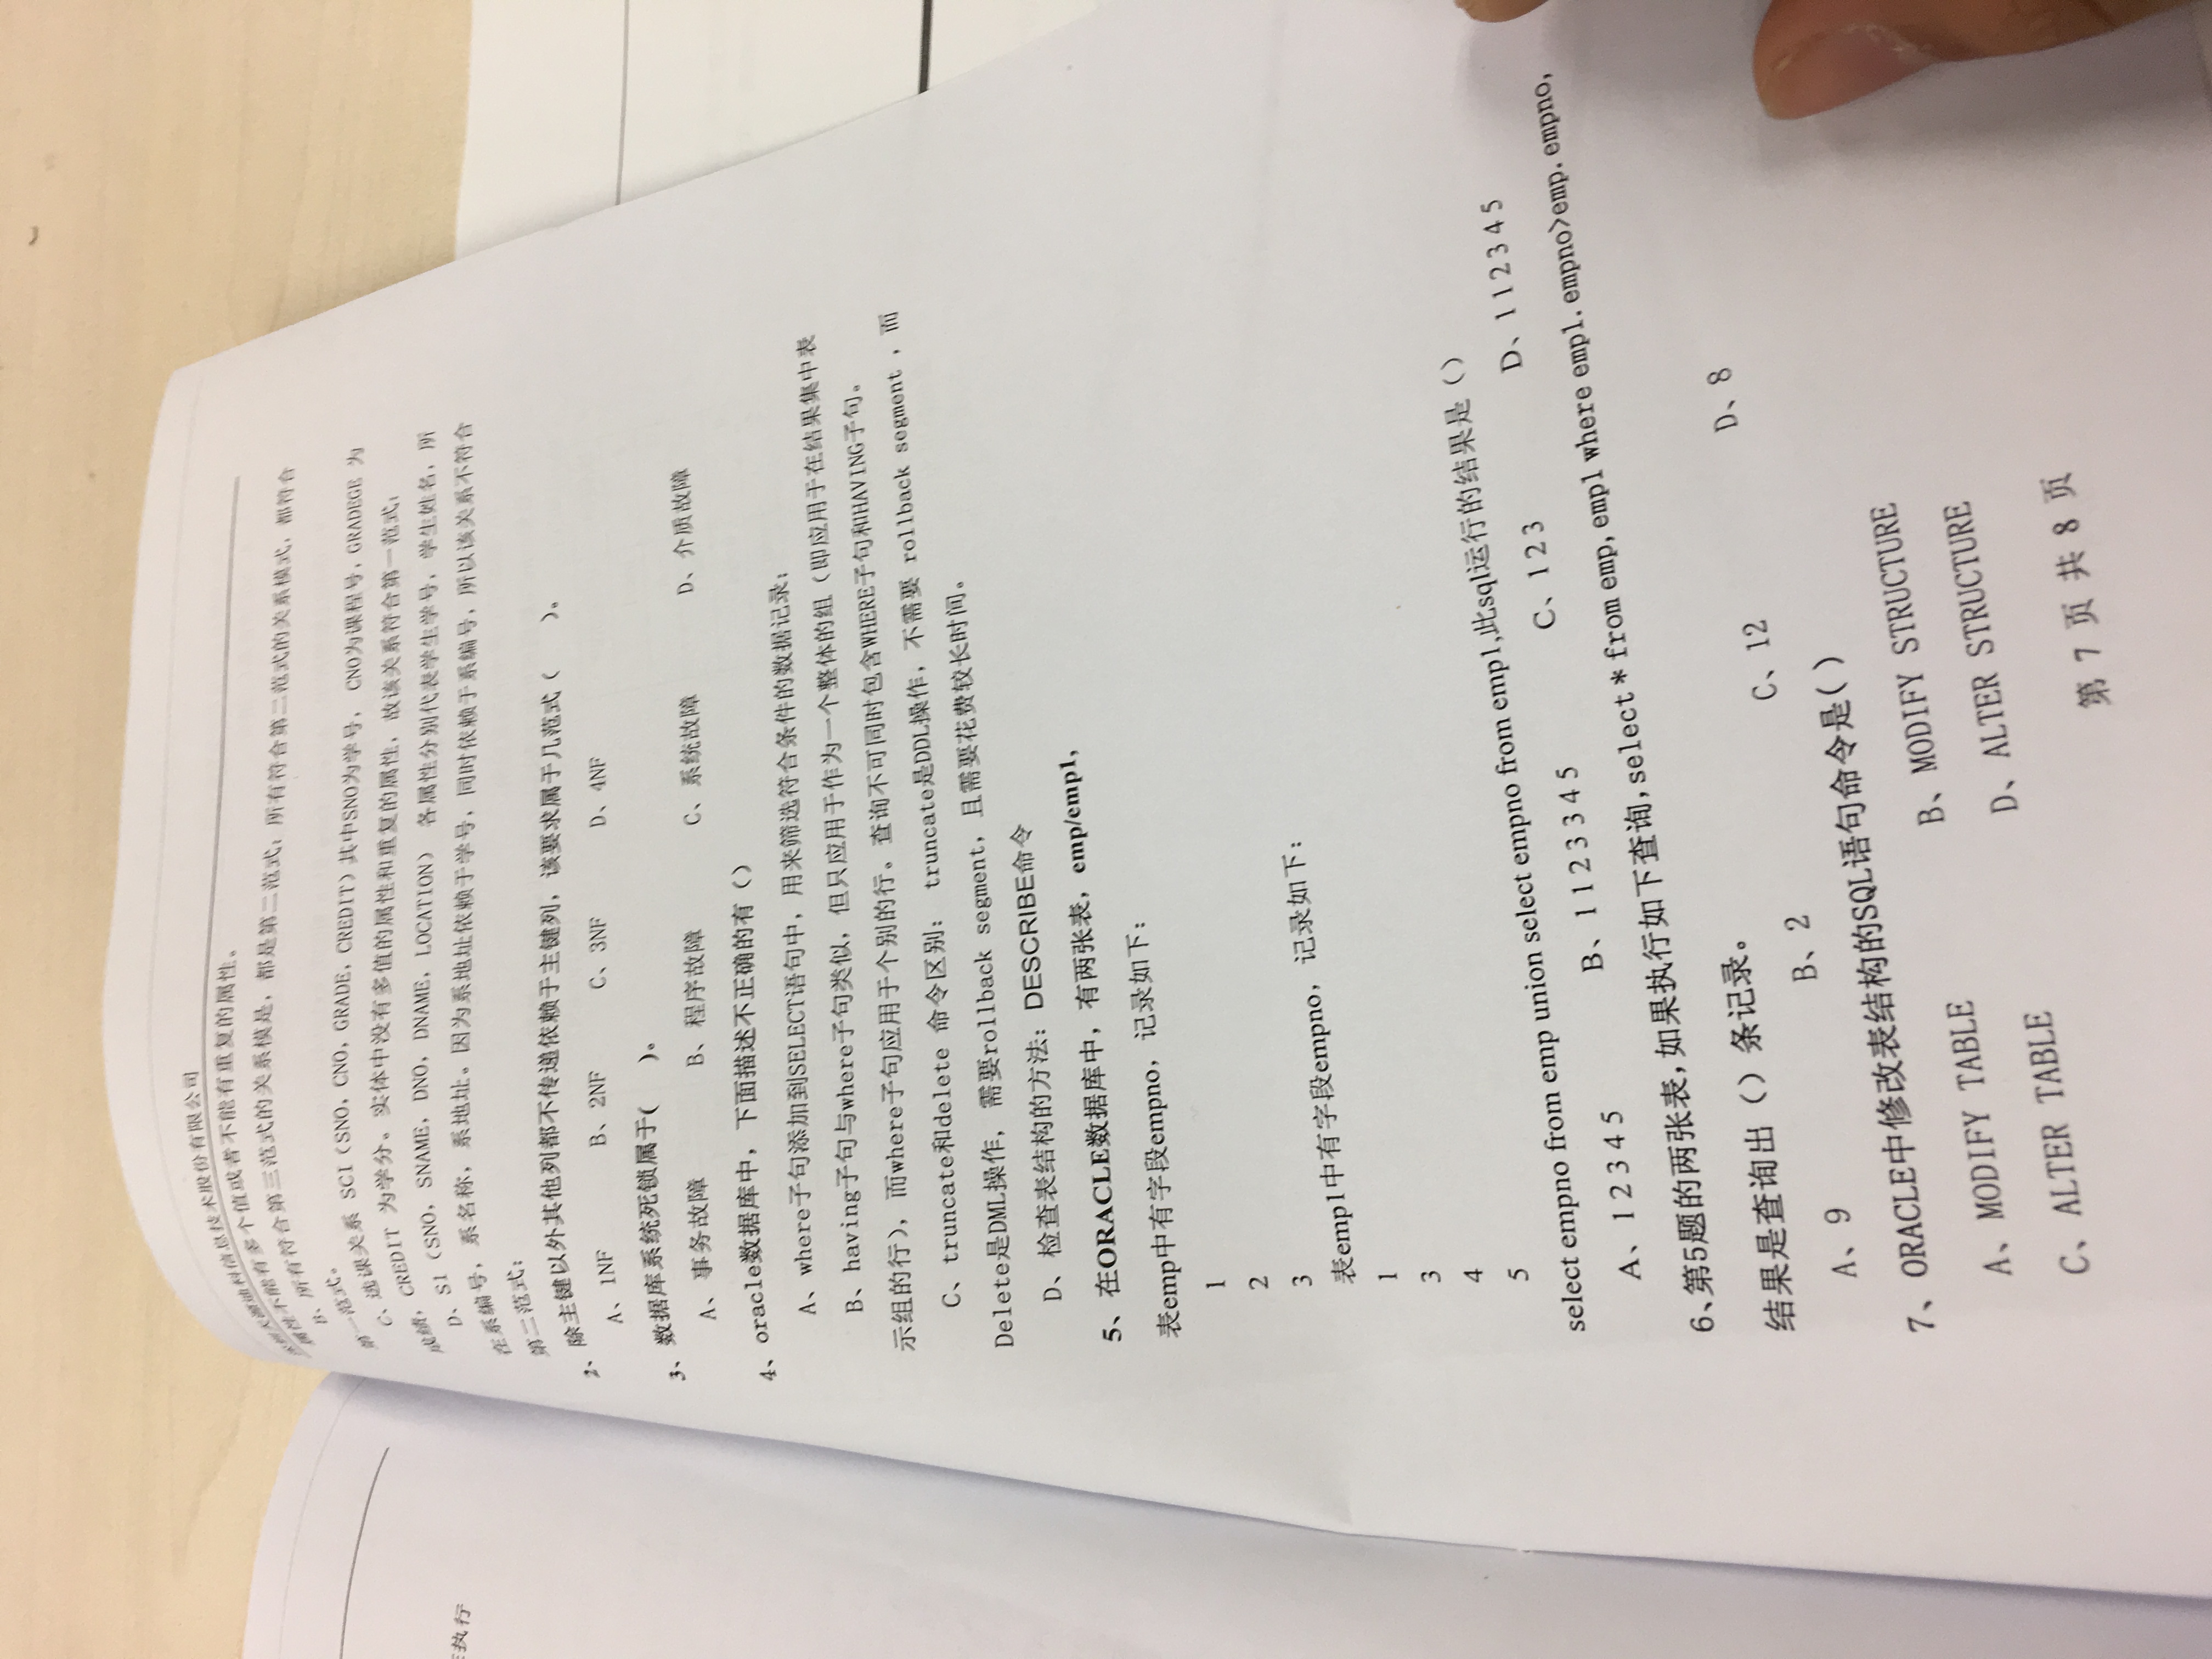 深圳天源迪科信息技术股份有限公司
属性不能有多个值或者不能有重复的属性。
B、所有符合第三范式的关系模是，都是第二范式；所有符合第二范式的关系模式，都符合
第一范式。
C、选课关系 SCI（SNO，CNO，GRADE，CREDIT）其中SNO为学号， CNO为课程号，GRADEGE 为
成绩，CREDIT 为学分。实体中没有多值的属性和重复的属性，故该关系符合第一范式；
D、S1（SNO，SNAME，DNO，DNAME，LOCATION） 各属性分别代表学生学号，学生姓名，所
在系编号，系名称，系地址。因为系地址依赖于学号，同时依赖于系编号，所以该关系不符合
第二范式；
2、除主键以外其他列都不传递依赖于主键列，该要求属于几范式（ ）。
A、1NF B、2NF C、3NF D、4NF
3、数据库系统死锁属于( )。
A、事务故障 B、程序故障 C、系统故障 D、介质故障
4、oracle数据库中，下面描述不正确的有（）
A、where子句添加到SELECT语句中，用来筛选符合条件的数据记录；
B、having子句与where子句类似，但只应用于作为一个整体的组（即应用于在结果集中表
示组的行），而where子句应用于个别的行。查询不可同时包含WHERE子句和HAVING子句。
C、truncate和delete 命令区别： truncate是DDL操作，不需要 rollback segment ，而
Delete是DML操作， 需要rollback segment，且需要花费较长时间。
D、检查表结构的方法：DESCRIBE命令
5、在ORACLE数据库中，有两张表，emp/emp1,
表emp中有字段empno，记录如下：
1
2
3
表emp1中有字段empno，记录如下：
1
3
4
5
select empno from emp union select empno from emp1,此sql运行的结果是（）
A、1 2 3 4 5 B、1 1 2 3 3 4 5 C、1 2 3 D、1 1 2 3 4 5
6、第5题的两张表,如果执行如下查询,select * from emp,emp1 where emp1.empno>emp.empno,
结果是查询出（）条记录。
A、9 B、2 C、12 D、8
7、ORACLE中修改表结构的SQL语句命令是( )
A、MODIFY TABLE B、MODIFY STRUCTURE
C、ALTER TABLE D、ALTER STRUCTURE
第 7 页 共 8 页
执行